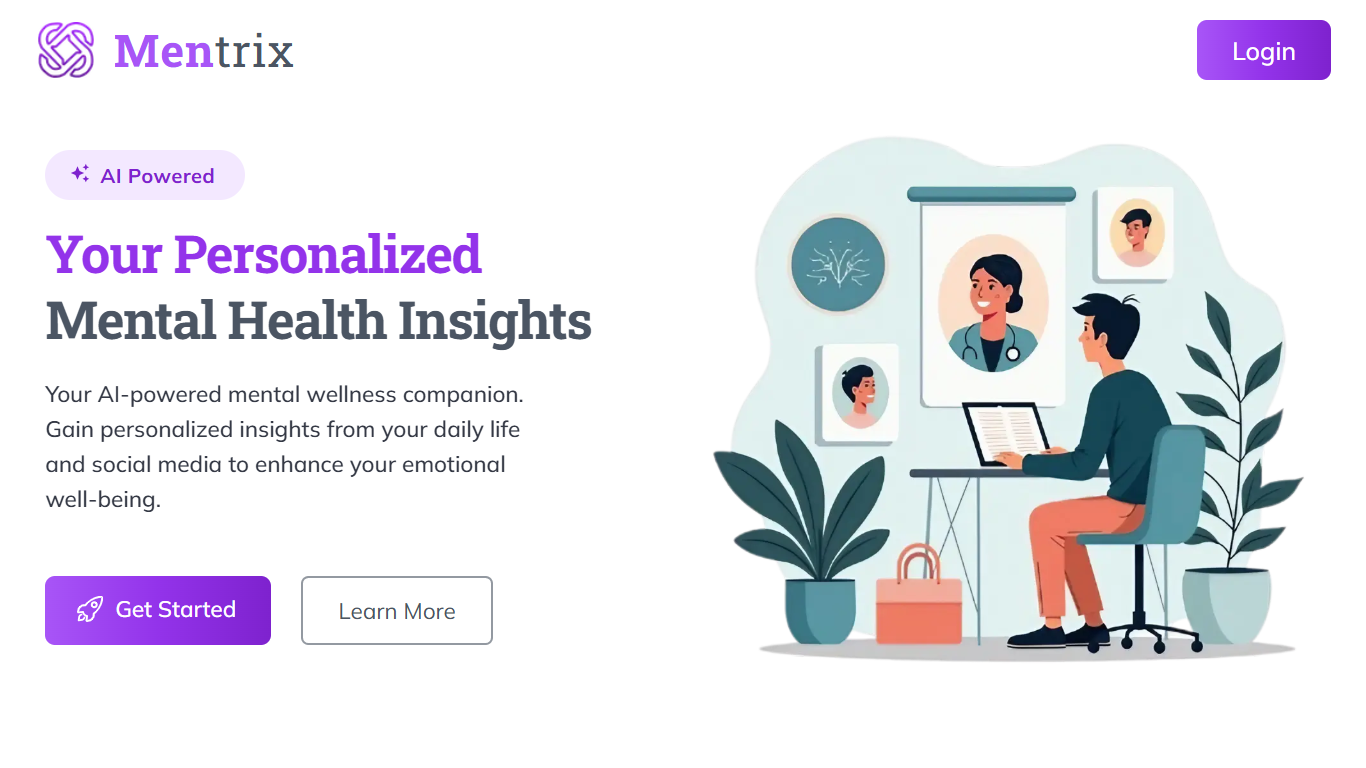 Mentrix
Login
AI Powered
Your Personalized
Mental Health Insights
Your AI-powered mental wellness companion.
Gain personalized insights from your daily life
and social media to enhance your emotional
well-being.
Get Started
Learn More